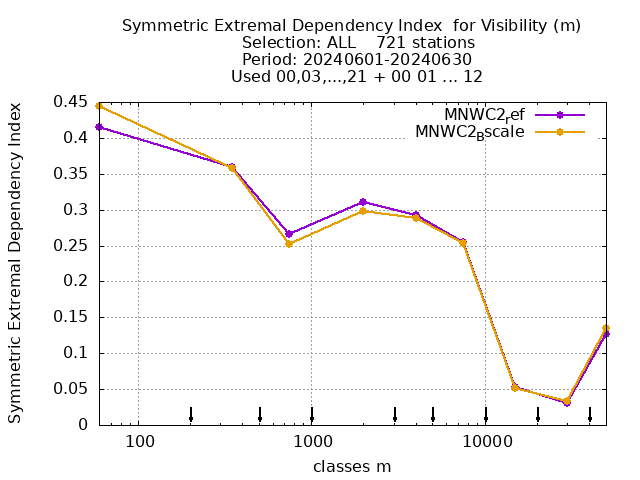 Symmetric Extremal Dependency Index  for Visibility (m)
Selection: ALL    721 stations
Period: 20240601-20240630
Used 00,03,...,21 + 00 01 ... 12
Symmetric Extremal Dependency Index
0.45
0.4
0.35
0.3
0.25
0.2
0.15
0.1
0.05
0
MNWC2ref
MNWC2Bscale
100
1000
10000
classes m